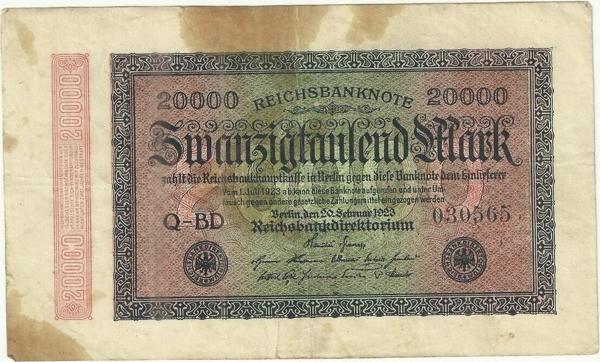 20000 REICHSBANKNOTE 20000
Zwanzigtausend Mark
zahlt die Reichsbankhauptkasse in Berlin gegen diese Banknote dem Einlieferer
Vom 1. Juli 1923 ab kann diese Banknote aufgerufen und unter Um-
tausch gegen andere gesetzliche Zahlungsmittel eingezogen werden
Berlin, den 20. Februar 1923
Q-BD 030565
Reichsbankdirektorium
20000
20000